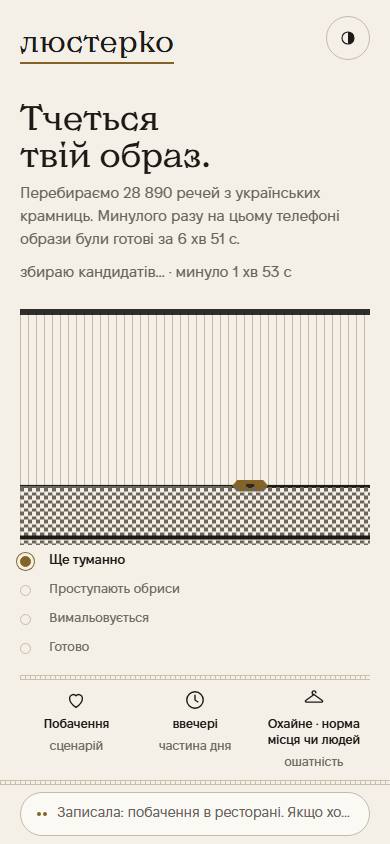 люстерко
Тчеться
твій образ.
Перебираємо 28 890 речей з українських
крамниць. Минулого разу на цьому телефоні
образи були готові за 6 хв 51 с.
збираю кандидатів... · минуло 1 хв 53 с
Ще туманно
Проступають обриси
Вимальовується
Готово
Побачення
сценарій
ввечері
частина дня
Охайне · норма
місця чи людей
ошатність
Записала: побачення в ресторані. Якщо хо...